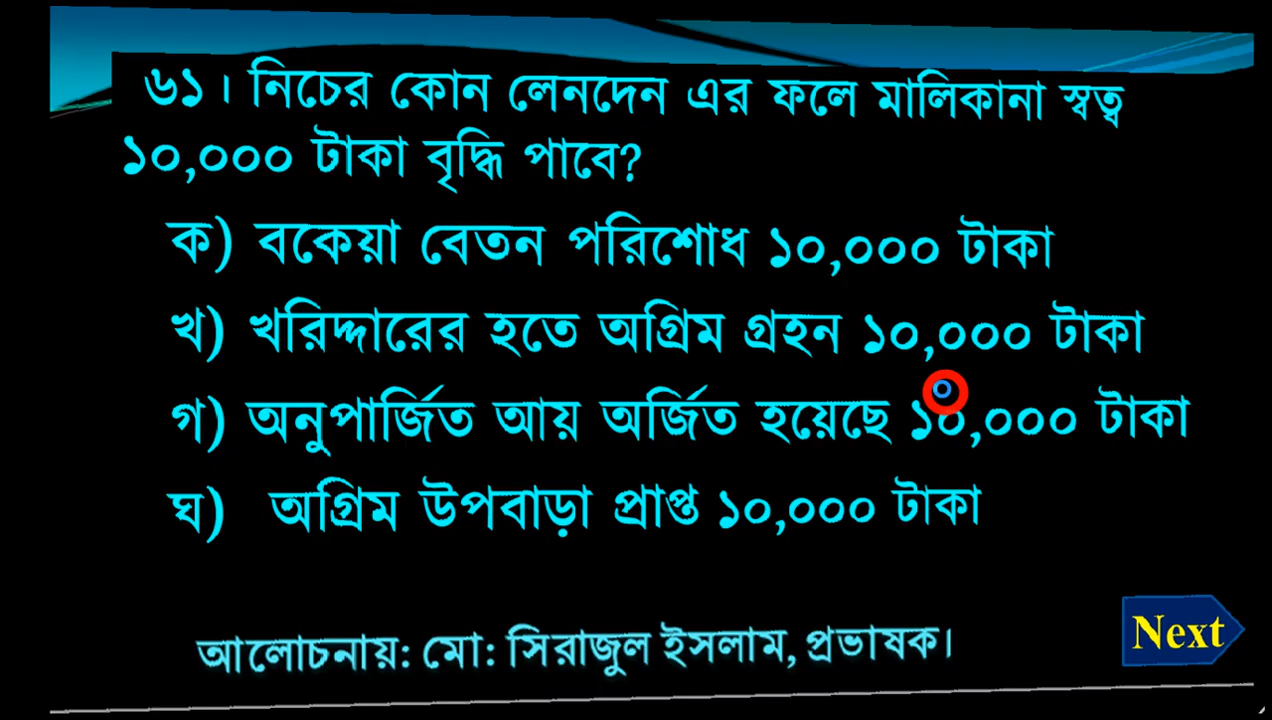 ৬১। নিচের কোন লেনদেন এর ফলে মালিকানা স্বত্ব
১০,০০০ টাকা বৃদ্ধি পাবে?
ক) বকেয়া বেতন পরিশোধ ১০,০০০ টাকা
খ) খরিদ্দারের হতে অগ্রিম গ্রহন ১০,০০০ টাকা
গ) অনুপার্জিত আয় অর্জিত হয়েছে ১০,০০০ টাকা
ঘ) অগ্রিম উপবাড়া প্রাপ্ত ১০,০০০ টাকা
আলোচনায়: মো: সিরাজুল ইসলাম, প্রভাষক।
Next